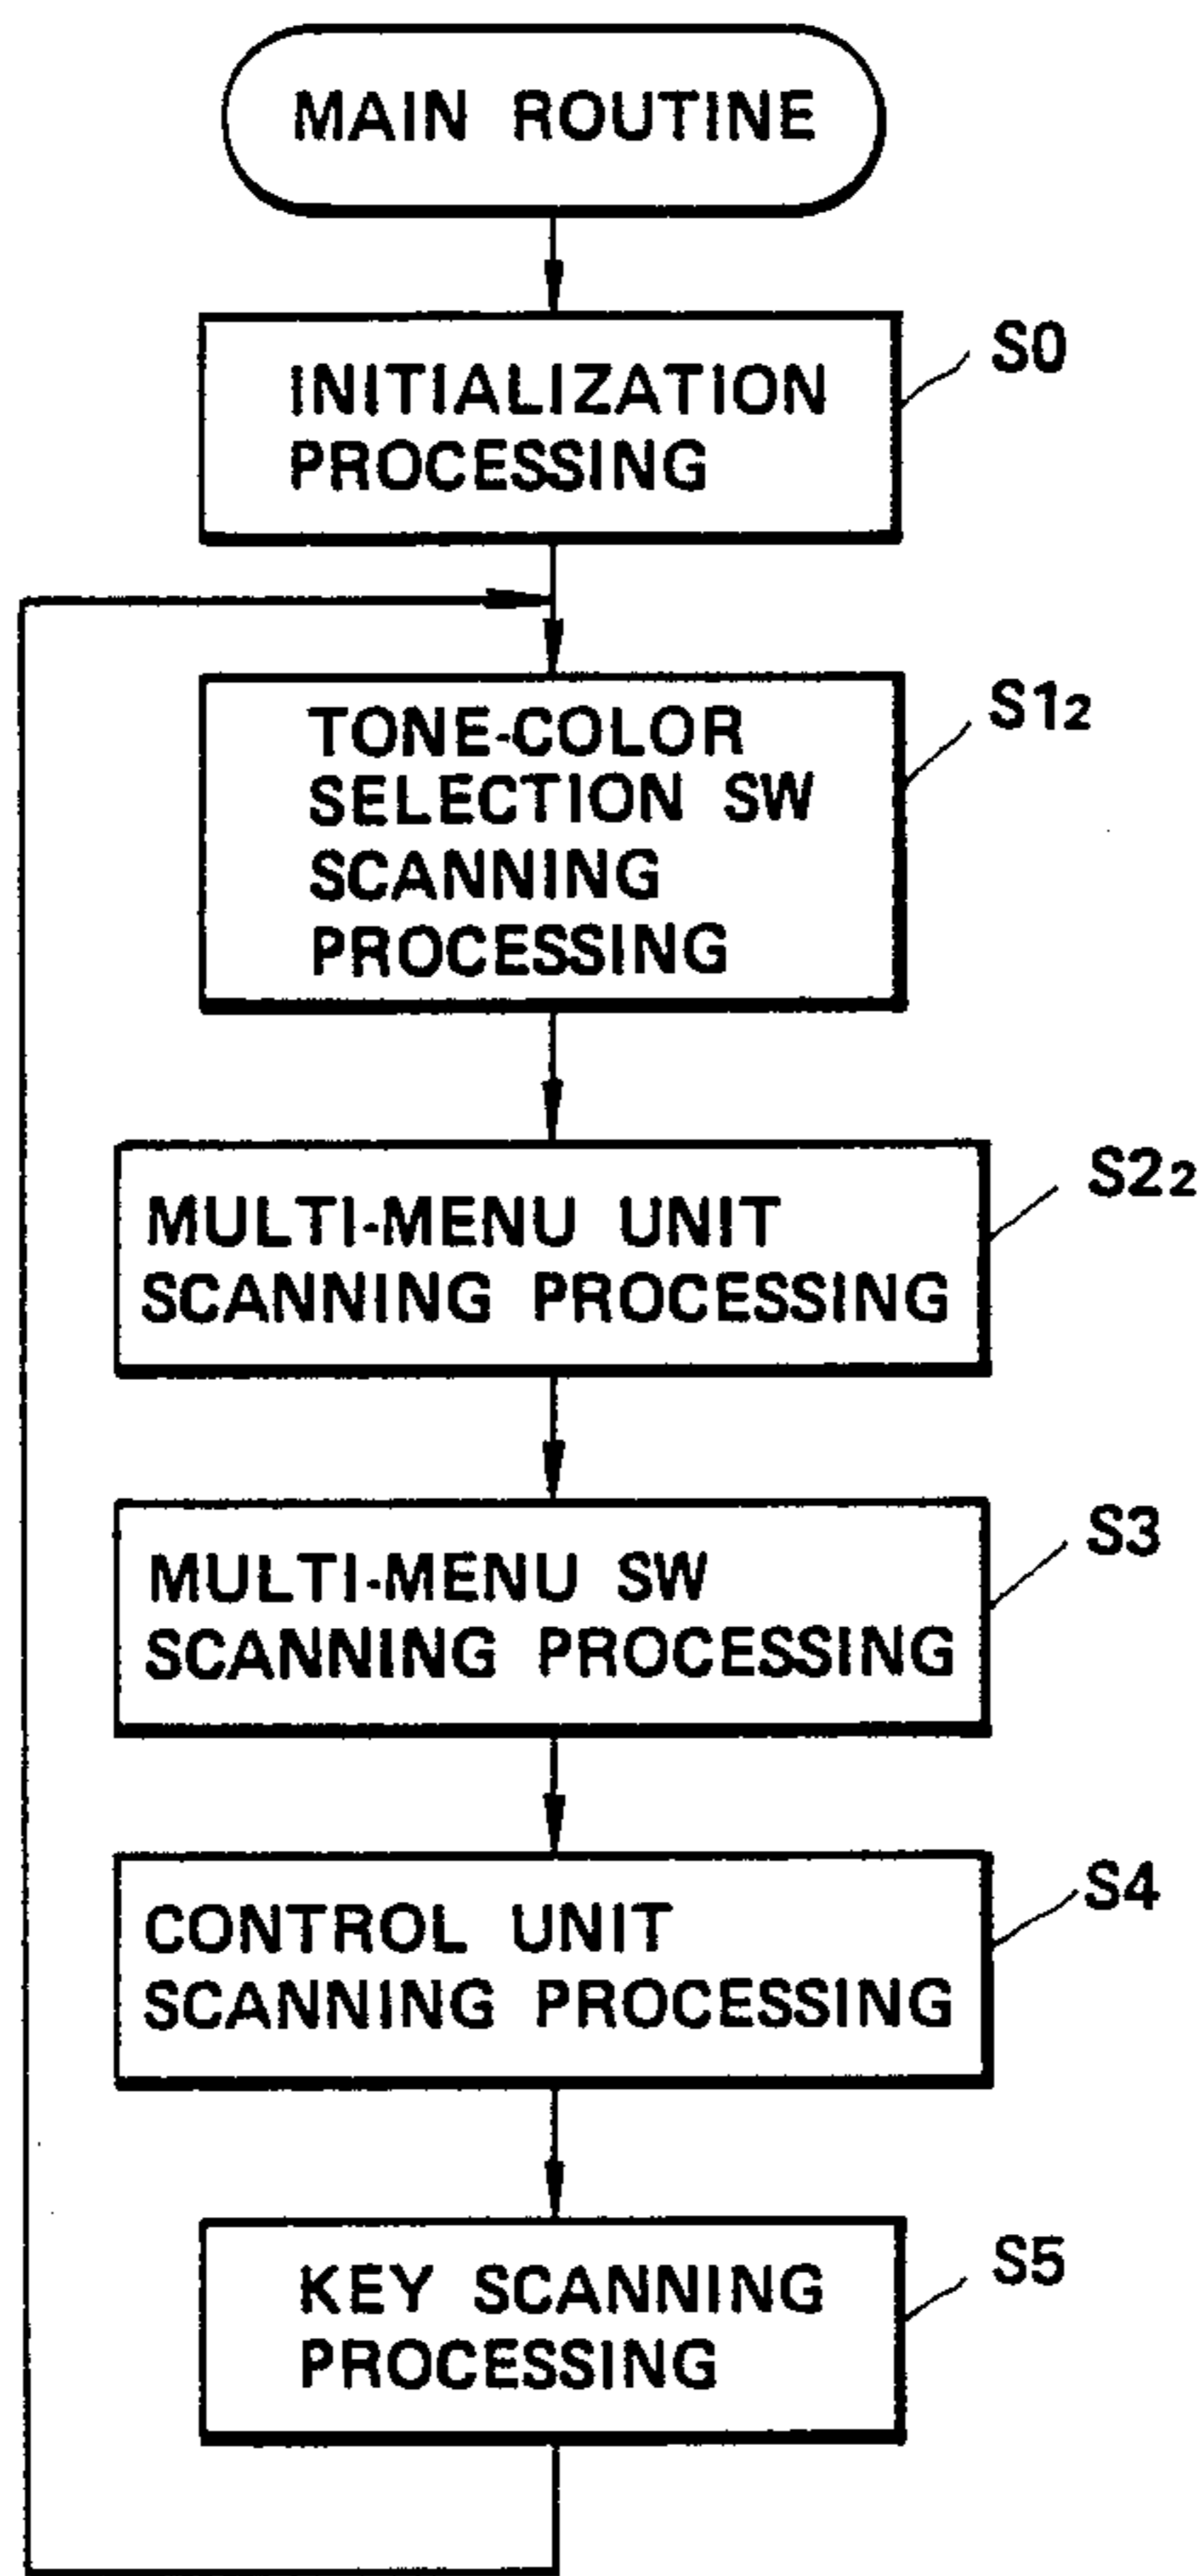 MAIN ROUTINE
INITIALIZATION
PROCESSING
S0
TONE-COLOR
SELECTION SW
SCANNING
PROCESSING
S1₂
MULTI-MENU UNIT
SCANNING PROCESSING
S2₂
MULTI-MENU SW
SCANNING PROCESSING
S3
CONTROL UNIT
SCANNING PROCESSING
S4
KEY SCANNING
PROCESSING
S5